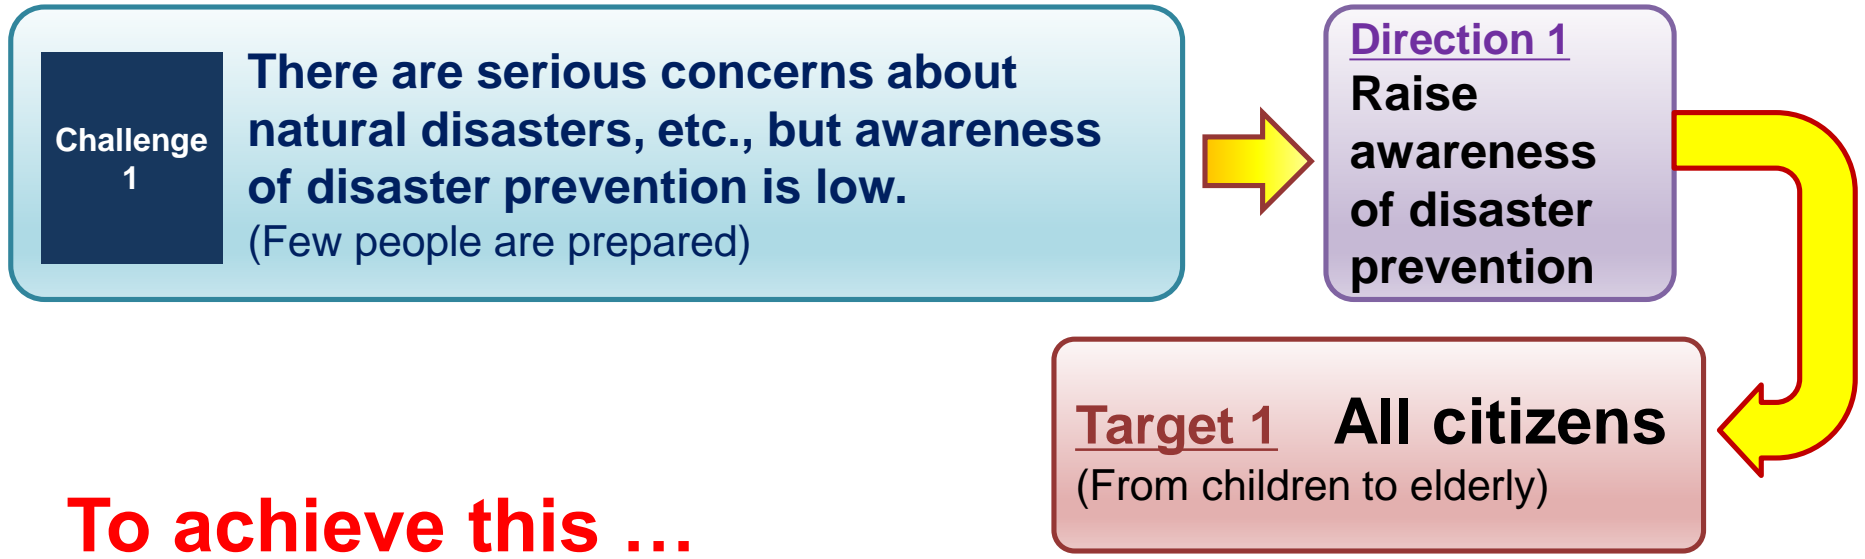 Challenge
1
There are serious concerns about
natural disasters, etc., but awareness
of disaster prevention is low.
(Few people are prepared)
Direction 1
Raise
awareness
of disaster
prevention
Target 1 All citizens
(From children to elderly)
To achieve this …